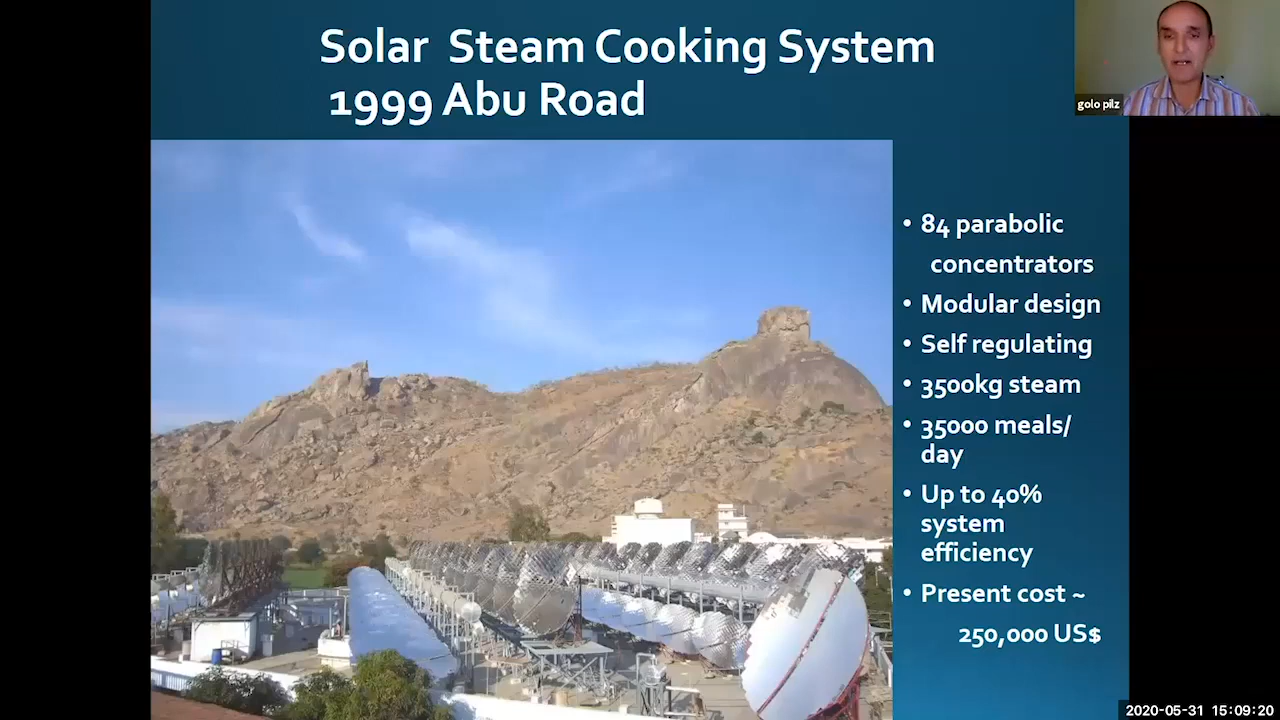 Solar Steam Cooking System
1999 Abu Road
golo pilz
• 84 parabolic
concentrators
• Modular design
• Self regulating
• 3500kg steam
• 35000 meals/
day
• Up to 40%
system
efficiency
• Present cost ~
250,000 US$
2020-05-31 15:09:20